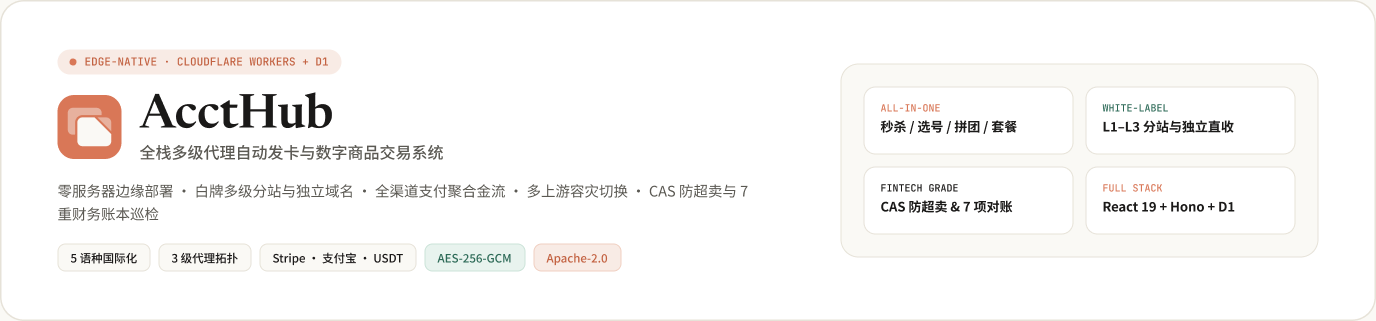 EDGE-NATIVE · CLOUDFLARE WORKERS + D1
AcctHub
全栈多级代理自动发卡与数字商品交易系统
零服务器边缘部署 • 白牌多级分站与独立域名 • 全渠道支付聚合金流 • 多上游容灾切换 • CAS 防超卖与 7
重财务账本巡检
5 语种国际化
3 级代理拓扑
Stripe • 支付宝 • USDT
AES-256-GCM
Apache-2.0
ALL-IN-ONE
秒杀 / 选号 / 拼团 / 套餐
WHITE-LABEL
L1–L3 分站与独立直收
FINTECH GRADE
CAS 防超卖 & 7 项对账
FULL STACK
React 19 + Hono + D1